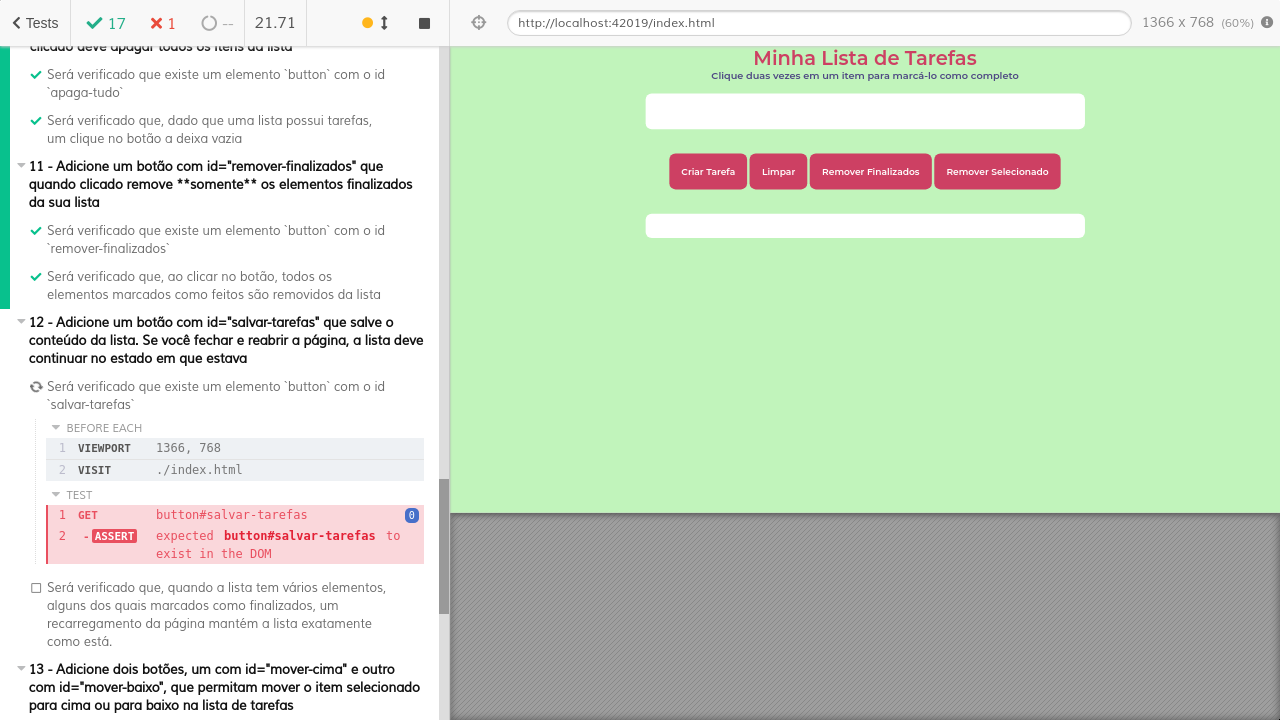 Tests
17
1
--
21.71
http://localhost:42019/index.html
1366 x 768 (60%)
clicado deve apagar todos os itens da lista
Será verificado que existe um elemento `button` com o id
`apaga-tudo`
Será verificado que, dado que uma lista possui tarefas,
um clique no botão a deixa vazia
11 - Adicione um botão com id="remover-finalizados" que
quando clicado remove **somente** os elementos finalizados
da sua lista
Será verificado que existe um elemento `button` com o id
`remover-finalizados`
Será verificado que, ao clicar no botão, todos os
elementos marcados como feitos são removidos da lista
12 - Adicione um botão com id="salvar-tarefas" que salve o
conteúdo da lista. Se você fechar e reabrir a página, a lista deve
continuar no estado em que estava
Será verificado que existe um elemento `button` com o id
`salvar-tarefas`
BEFORE EACH
1 VIEWPORT 1366, 768
2 VISIT ./index.html
TEST
1 GET button#salvar-tarefas 0
2 - ASSERT expected button#salvar-tarefas to
exist in the DOM
Será verificado que, quando a lista tem vários elementos,
alguns dos quais marcados como finalizados, um
recarregamento da página mantém a lista exatamente
como está.
13 - Adicione dois botões, um com id="mover-cima" e outro
com id="mover-baixo", que permitam mover o item selecionado
para cima ou para baixo na lista de tarefas
Minha Lista de Tarefas
Clique duas vezes em um item para marcá-lo como completo
Criar Tarefa
Limpar
Remover Finalizados
Remover Selecionado